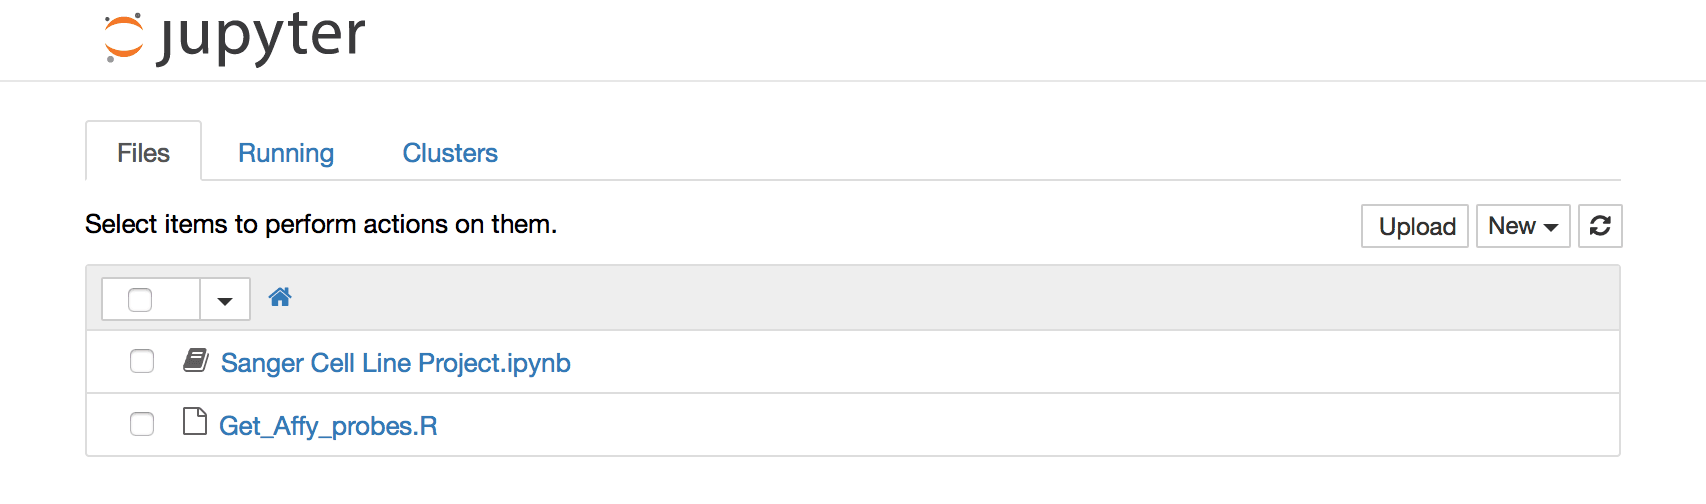 jupyter
Files Running Clusters
Select items to perform actions on them.
Upload New
Sanger Cell Line Project.ipynb
Get_Affy_probes.R